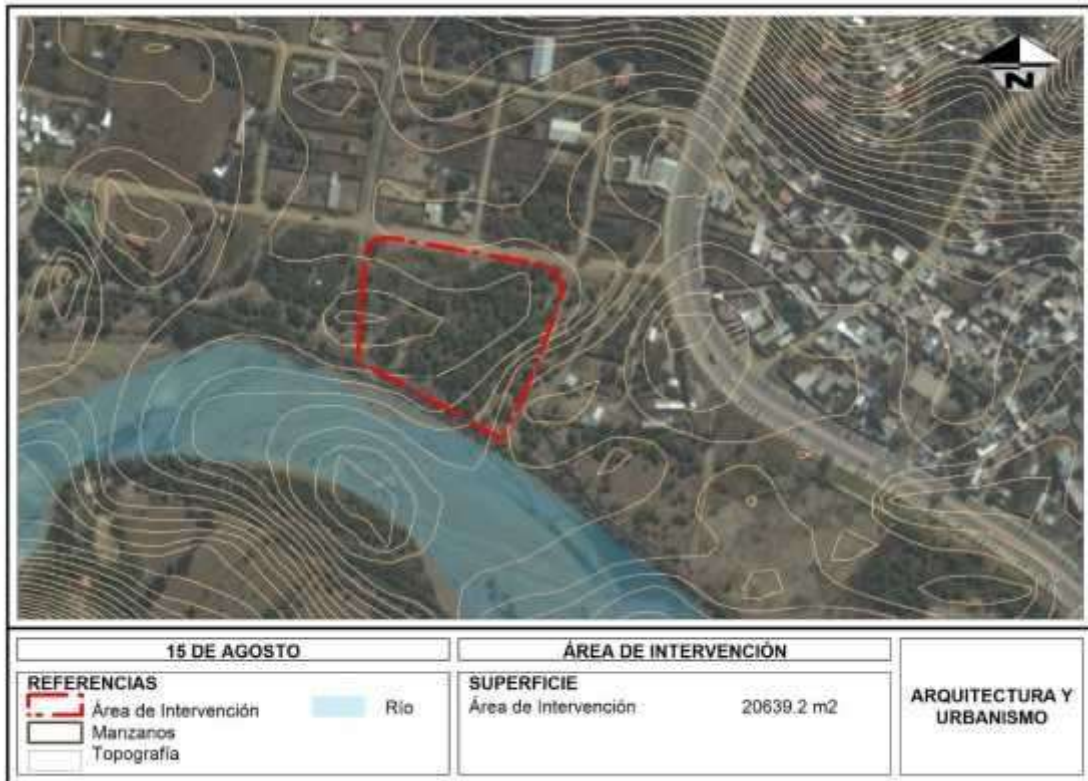 N
15 DE AGOSTO
REFERENCIAS
Área de Intervención
Río
Manzanos
Topografía
ÁREA DE INTERVENCIÓN
SUPERFICIE
Área de Intervención 20639.2 m2
ARQUITECTURA Y
URBANISMO